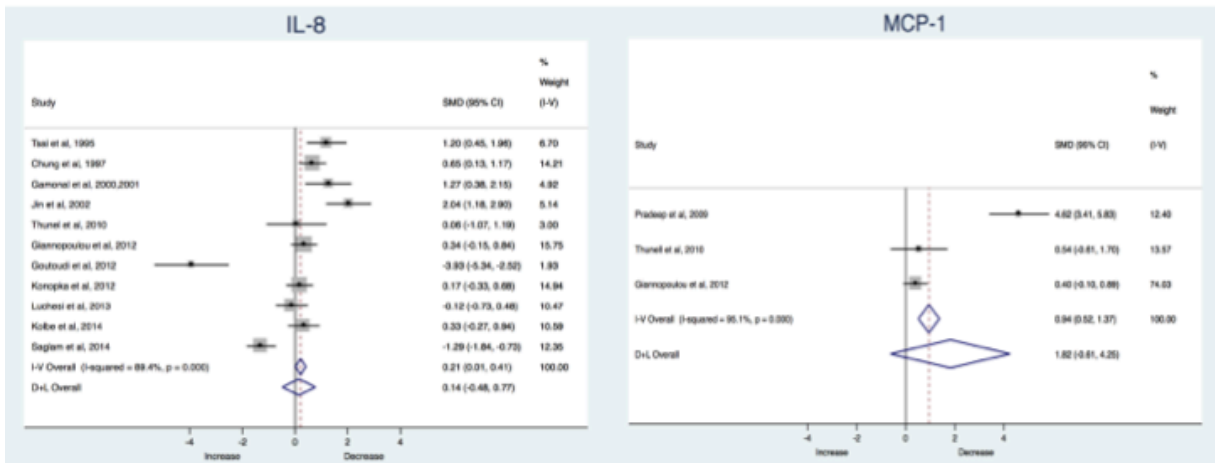 IL-8
%
Weight
Study SMD (95% CI) (I-V)
Tsai et al, 1995 1.20 (0.45, 1.96) 6.70
Chung et al, 1997 0.65 (0.13, 1.17) 14.21
Gamonal et al, 2000,2001 1.27 (0.38, 2.15) 4.92
Jin et al, 2002 2.04 (1.18, 2.90) 5.14
Thunel et al, 2010 0.06 (-1.07, 1.19) 3.00
Giannopoulou et al, 2012 0.34 (-0.15, 0.84) 15.75
Goutoudi et al, 2012 -3.93 (-5.34, -2.52) 1.93
Konopka et al, 2012 0.17 (-0.33, 0.68) 14.94
Luchesi et al, 2013 -0.12 (-0.73, 0.48) 10.47
Kolbe et al, 2014 0.33 (-0.27, 0.94) 10.59
Saglam et al, 2014 -1.29 (-1.84, -0.73) 12.35
I-V Overall (I-squared = 89.4%, p = 0.000) 0.21 (0.01, 0.41) 100.00
D+L Overall 0.14 (-0.48, 0.77)
-4 -2 0 2 4
Increase Decrease
MCP-1
%
Weight
Study SMD (95% CI) (I-V)
Pradeep et al, 2009 4.62 (3.41, 5.83) 12.40
Thunell et al, 2010 0.54 (-0.61, 1.70) 13.57
Giannopoulou et al, 2012 0.40 (-0.10, 0.89) 74.03
I-V Overall (I-squared = 95.1%, p = 0.000) 0.94 (0.52, 1.37) 100.00
D+L Overall 1.82 (-0.61, 4.25)
-4 -2 0 2 4
Increase Decrease